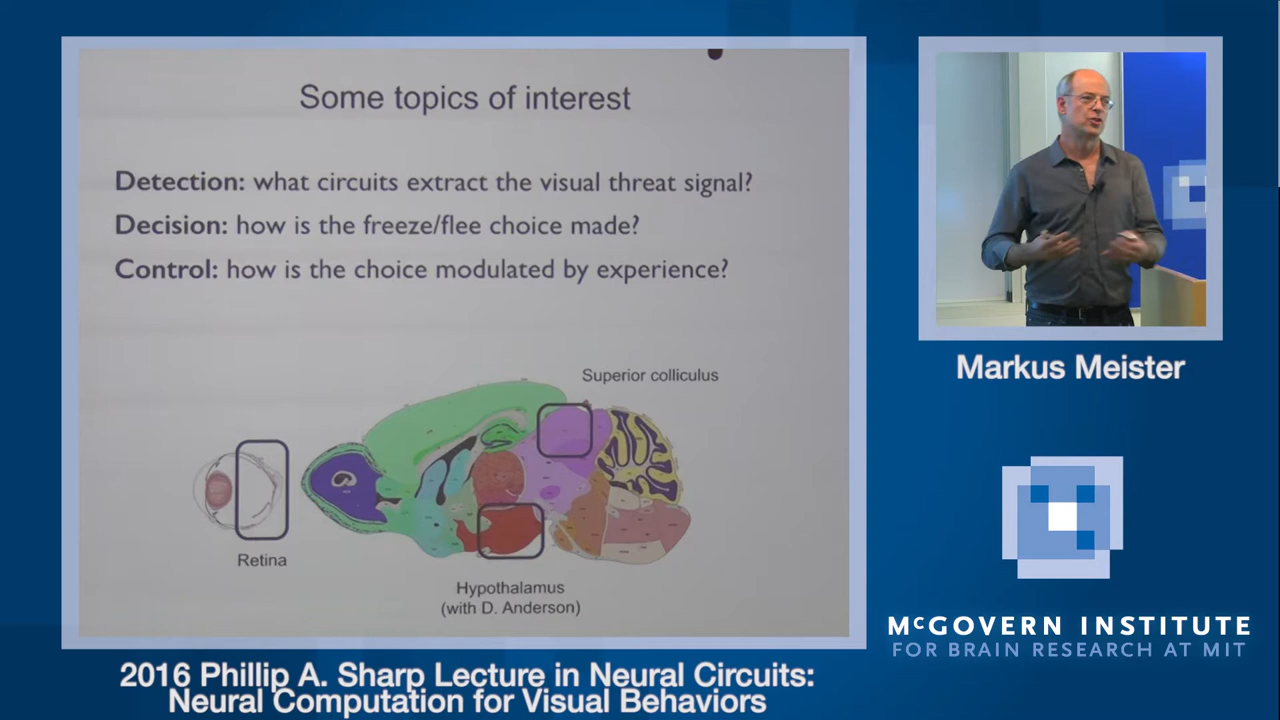 Some topics of interest
Detection: what circuits extract the visual threat signal?
Decision: how is the freeze/flee choice made?
Control: how is the choice modulated by experience?
Superior colliculus
Retina
Hypothalamus
(with D. Anderson)
Markus Meister
McGOVERN INSTITUTE
FOR BRAIN RESEARCH AT MIT
2016 Phillip A. Sharp Lecture in Neural Circuits:
Neural Computation for Visual Behaviors